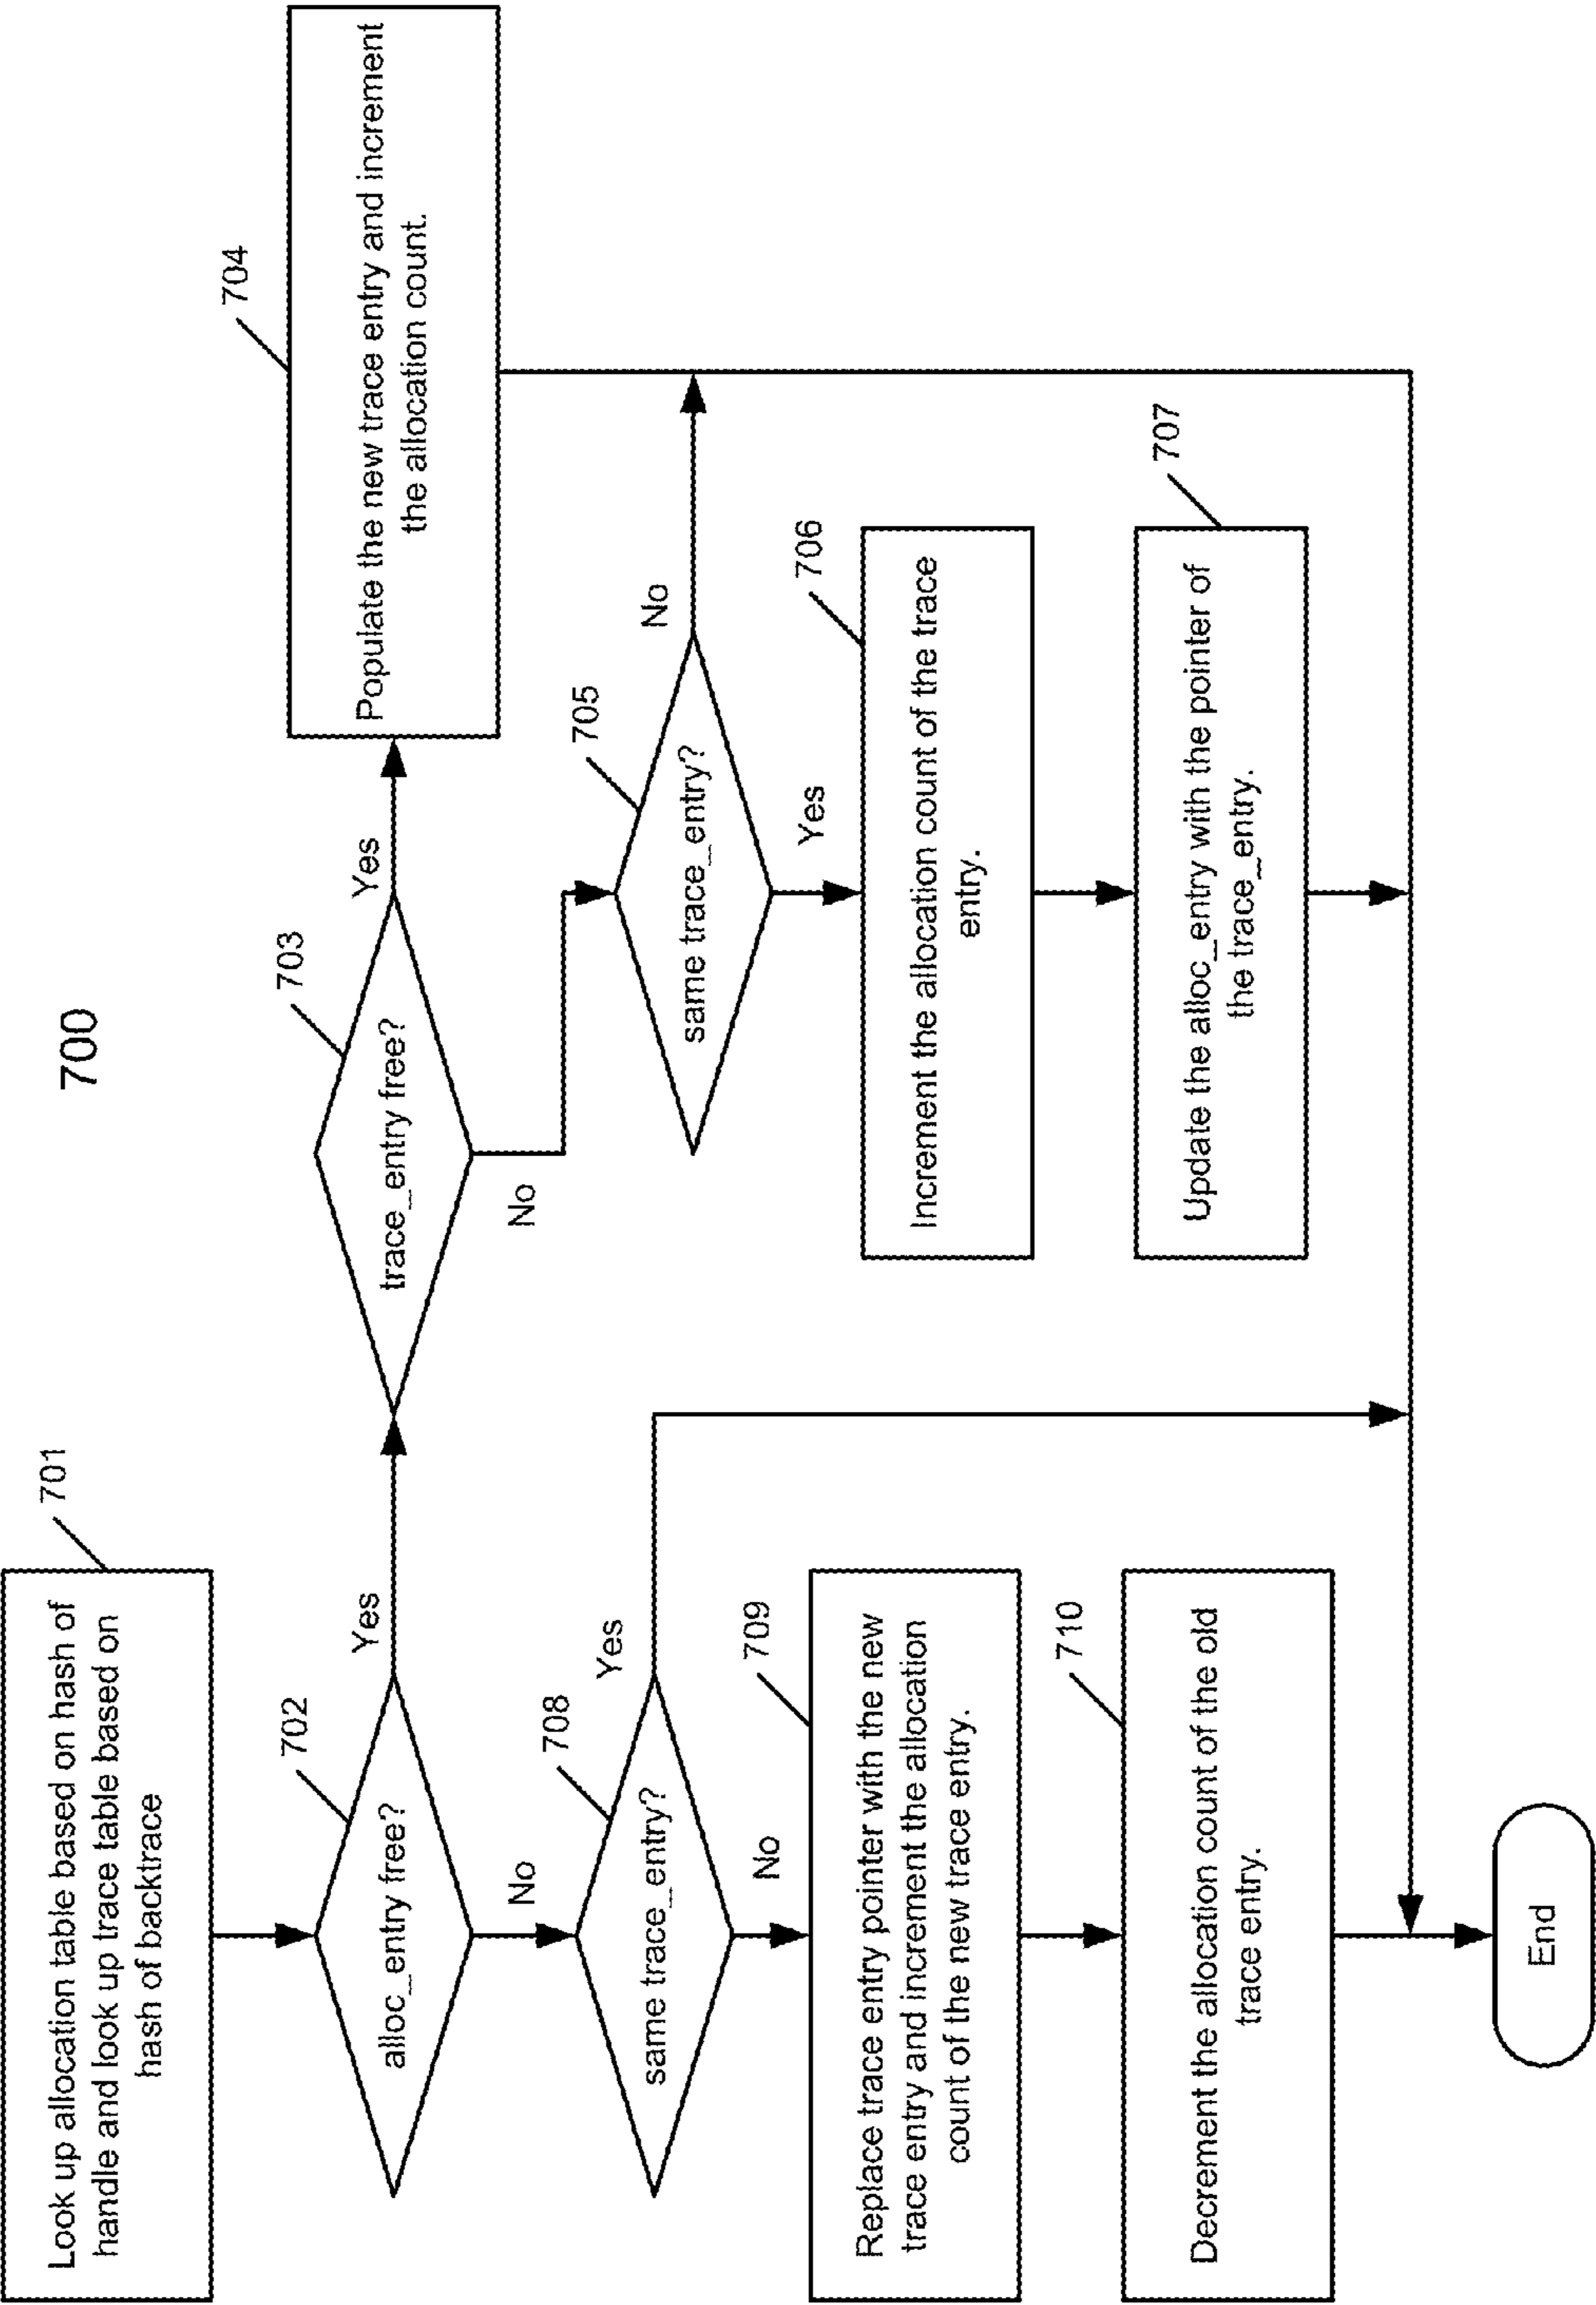 700
701
Look up allocation table based on hash of
handle and look up trace table based on
hash of backtrace
702
alloc_entry free?
Yes
703
trace_entry free?
Yes
704
Populate the new trace entry and increment
the allocation count.
No
No
705
same trace_entry?
No
Yes
706
Increment the allocation count of the trace
entry.
707
Update the alloc_entry with the pointer of
the trace_entry.
708
same trace_entry?
Yes
No
709
Replace trace entry pointer with the new
trace entry and increment the allocation
count of the new trace entry.
710
Decrement the allocation count of the old
trace entry.
End